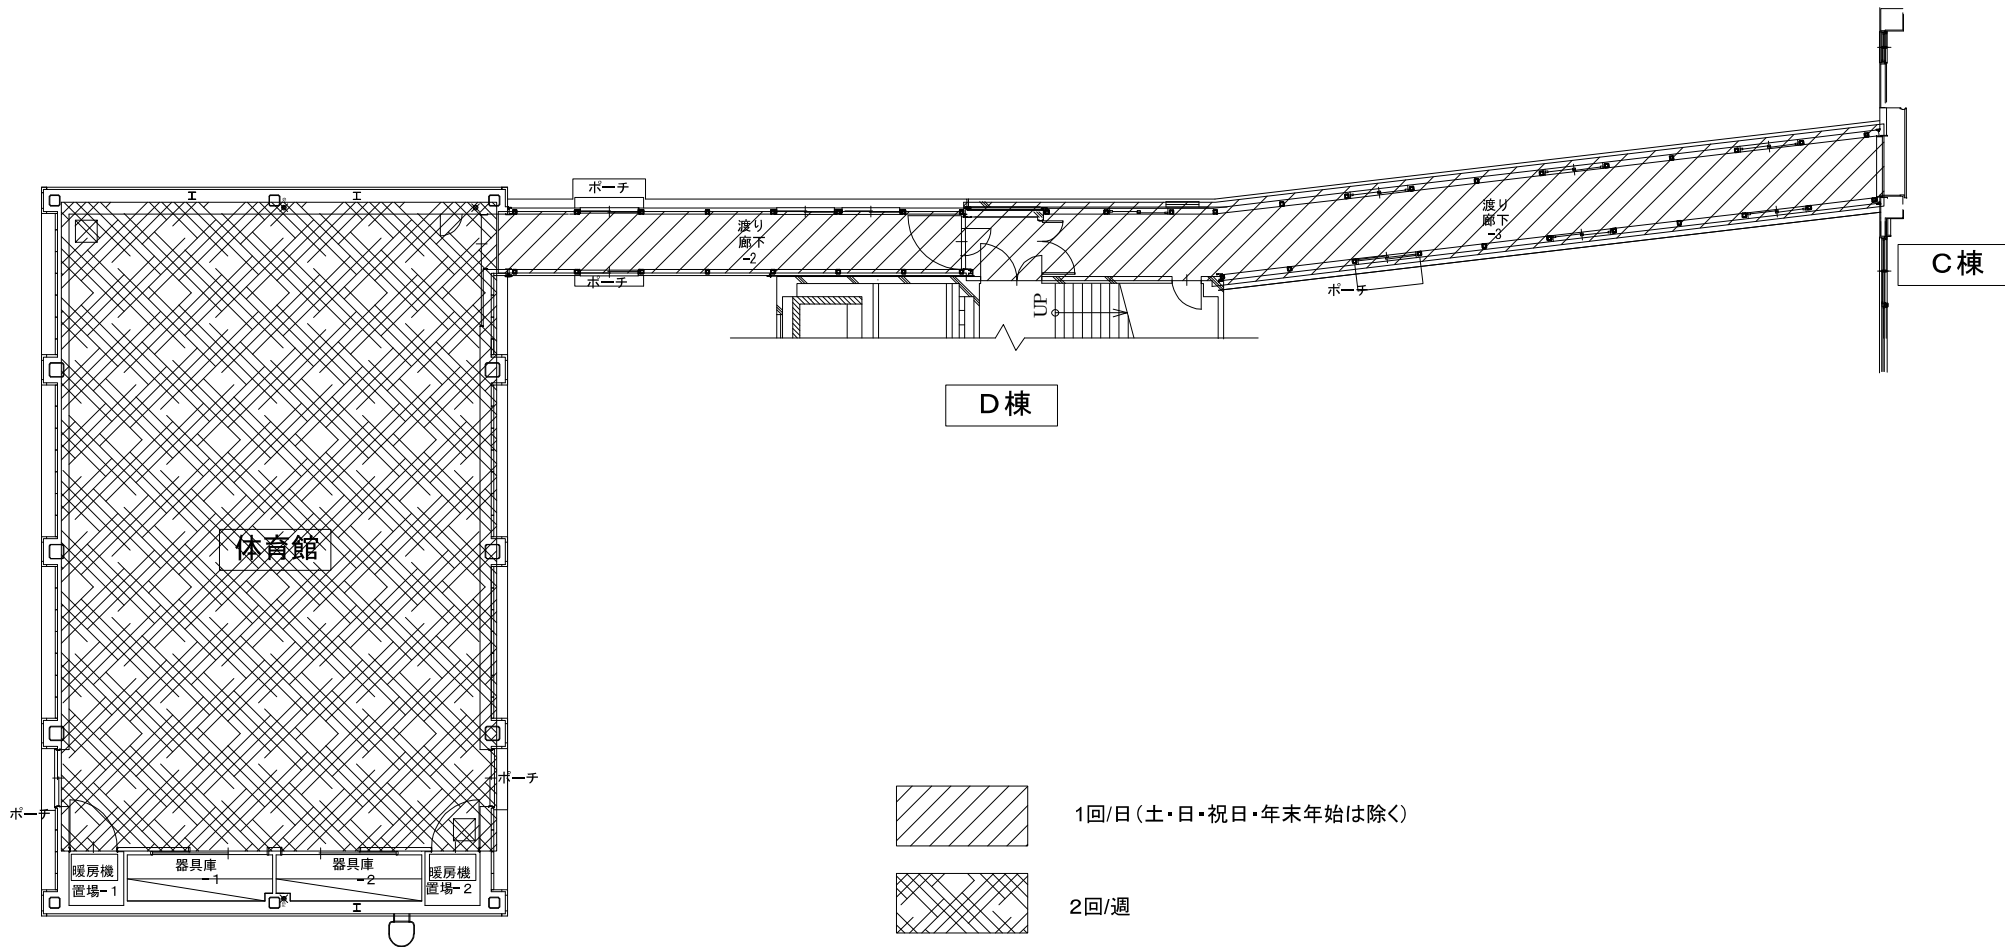 ポーチ
渡り
廊下
-2
ポーチ
渡り
廊下
-3
ポーチ
C棟
UP
D棟
体育館
ポーチ
ポーチ
暖房機
置場-1
器具庫
-1
器具庫
-2
暖房機
置場-2
1回/日(土・日・祝日・年末年始は除く)
2回/週